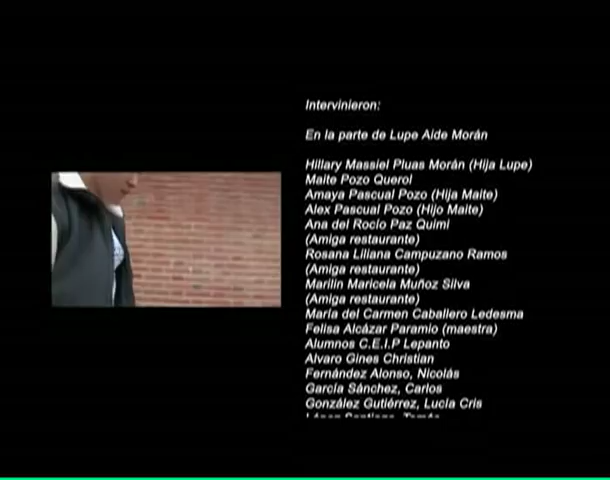 Intervinieron:
En la parte de Lupe Aide Morán
Hillary Massiel Pluas Morán (Hija Lupe)
Maite Pozo Querol
Amaya Pascual Pozo (Hija Maite)
Alex Pascual Pozo (Hijo Maite)
Ana del Rocío Paz Quimi
(Amiga restaurante)
Rosana Liliana Campuzano Ramos
(Amiga restaurante)
Marilin Maricela Muñoz Silva
(Amiga restaurante)
María del Carmen Caballero Ledesma
Felisa Alcázar Paramio (maestra)
Alumnos C.E.I.P Lepanto
Alvaro Gines Christian
Fernández Alonso, Nicolás
García Sánchez, Carlos
González Gutiérrez, Lucía Cris